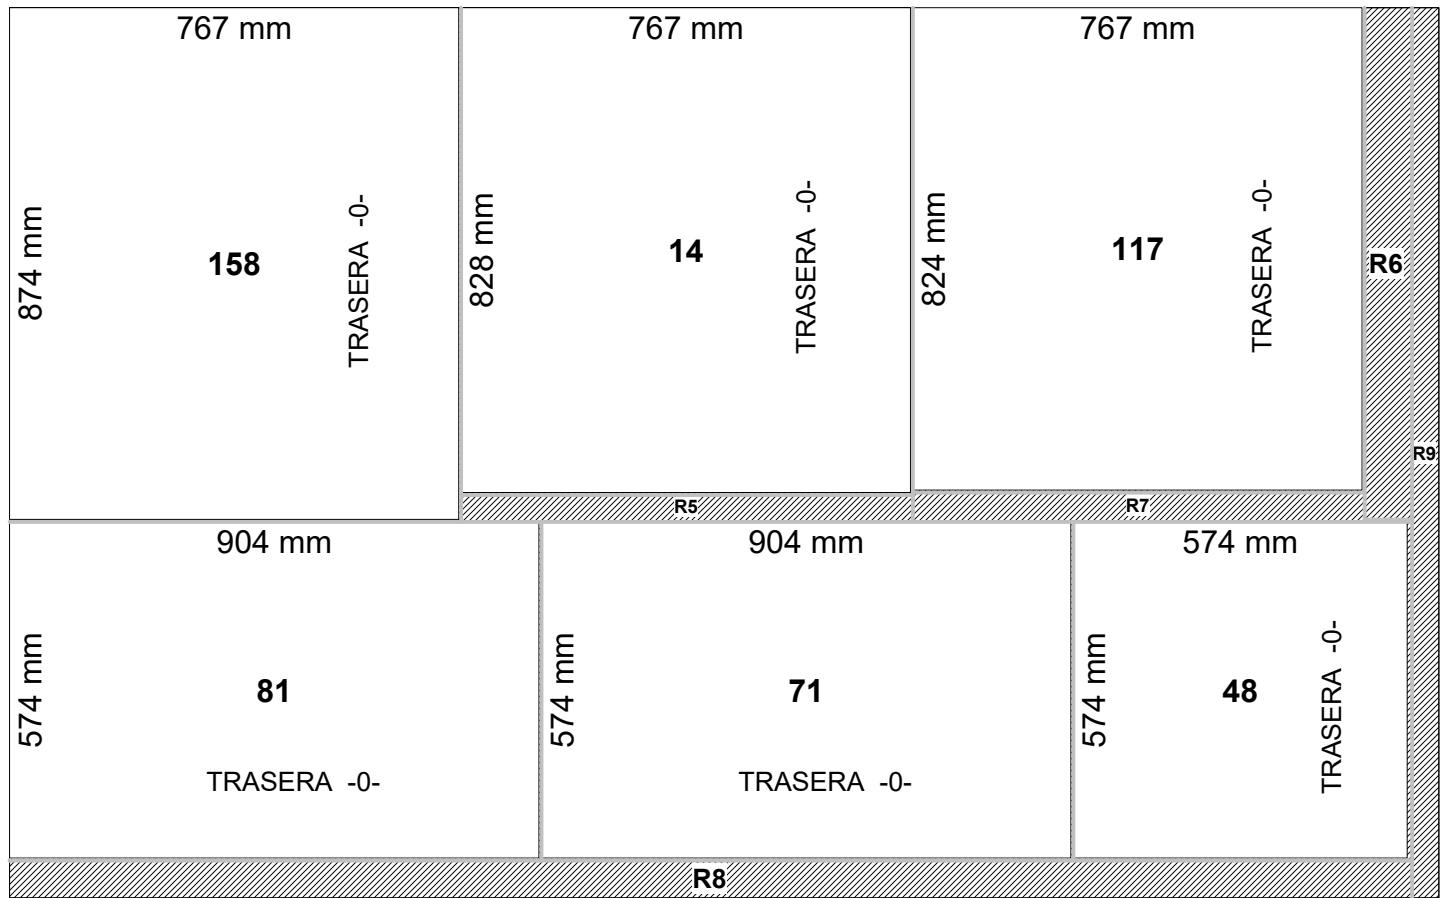 767 mm
767 mm
767 mm
874 mm
158
TRASERA -0-
828 mm
14
TRASERA -0-
824 mm
117
TRASERA -0-
R6
R9
R5
R7
904 mm
904 mm
574 mm
574 mm
81
TRASERA -0-
574 mm
71
TRASERA -0-
574 mm
48
TRASERA -0-
R8